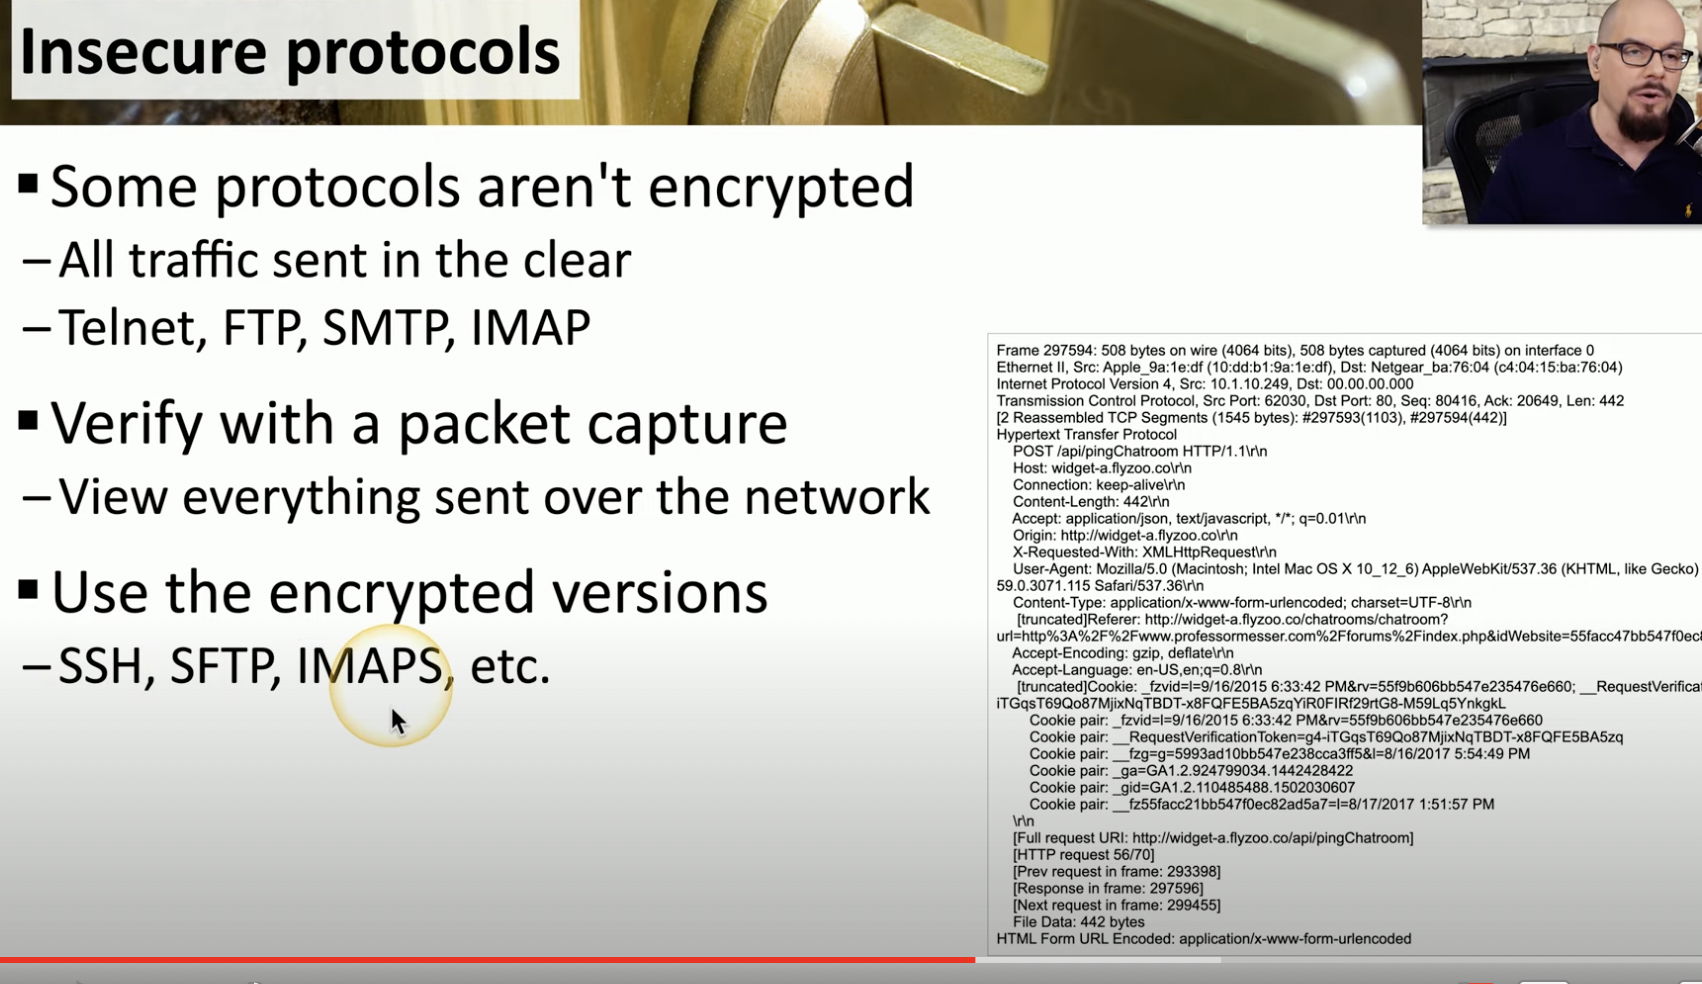 Insecure protocols
▪ Some protocols aren't encrypted
– All traffic sent in the clear
– Telnet, FTP, SMTP, IMAP
▪ Verify with a packet capture
– View everything sent over the network
▪ Use the encrypted versions
– SSH, SFTP, IMAPS, etc.
Frame 297594: 508 bytes on wire (4064 bits), 508 bytes captured (4064 bits) on interface 0
Ethernet II, Src: Apple_9a:1e:df (10:dd:b1:9a:1e:df), Dst: Netgear_ba:76:04 (c4:04:15:ba:76:04)
Internet Protocol Version 4, Src: 10.1.10.249, Dst: 00.00.00.000
Transmission Control Protocol, Src Port: 62030, Dst Port: 80, Seq: 80416, Ack: 20649, Len: 442
[2 Reassembled TCP Segments (1545 bytes): #297593(1103), #297594(442)]
Hypertext Transfer Protocol
POST /api/pingChatroom HTTP/1.1\r\n
Host: widget-a.flyzoo.co\r\n
Connection: keep-alive\r\n
Content-Length: 442\r\n
Accept: application/json, text/javascript, */*; q=0.01\r\n
Origin: http://widget-a.flyzoo.co\r\n
X-Requested-With: XMLHttpRequest\r\n
User-Agent: Mozilla/5.0 (Macintosh; Intel Mac OS X 10_12_6) AppleWebKit/537.36 (KHTML, like Gecko)
59.0.3071.115 Safari/537.36\r\n
Content-Type: application/x-www-form-urlencoded; charset=UTF-8\r\n
[truncated]Referer: http://widget-a.flyzoo.co/chatrooms/chatroom?
url=http%3A%2F%2Fwww.professormesser.com%2Fforums%2Findex.php&idWebsite=55facc47bb547f0ec8
Accept-Encoding: gzip, deflate\r\n
Accept-Language: en-US,en;q=0.8\r\n
[truncated]Cookie: _fzvid=l=9/16/2015 6:33:42 PM&rv=55f9b606bb547e235476e660; __RequestVerificat
iTGqsT69Qo87MjixNqTBDT-x8FQFE5BA5zqYiR0FIRf29rtG8-M59Lq5YnkgkL
Cookie pair: _fzvid=l=9/16/2015 6:33:42 PM&rv=55f9b606bb547e235476e660
Cookie pair: __RequestVerificationToken=g4-iTGqsT69Qo87MjixNqTBDT-x8FQFE5BA5zq
Cookie pair: __fzg=g=5993ad10bb547e238cca3ff5&l=8/16/2017 5:54:49 PM
Cookie pair: _ga=GA1.2.924799034.1442428422
Cookie pair: _gid=GA1.2.110485488.1502030607
Cookie pair: __fz55facc21bb547f0ec82ad5a7=l=8/17/2017 1:51:57 PM
\r\n
[Full request URI: http://widget-a.flyzoo.co/api/pingChatroom]
[HTTP request 56/70]
[Prev request in frame: 293398]
[Response in frame: 297596]
[Next request in frame: 299455]
File Data: 442 bytes
HTML Form URL Encoded: application/x-www-form-urlencoded